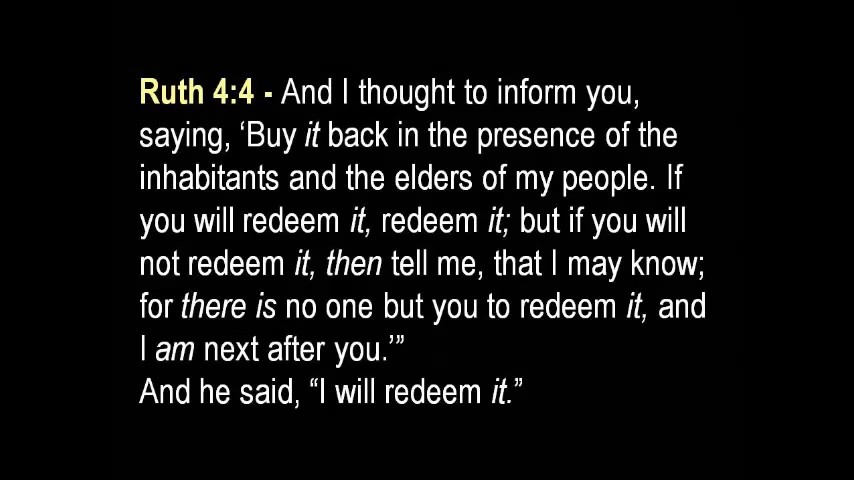 Ruth 4:4 - And I thought to inform you,
saying, ‘Buy it back in the presence of the
inhabitants and the elders of my people. If
you will redeem it, redeem it; but if you will
not redeem it, then tell me, that I may know;
for there is no one but you to redeem it, and
I am next after you.’”
And he said, “I will redeem it.”